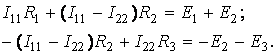 I₁₁R₁ + (I₁₁ − I₂₂)R₂ = E₁ + E₂;
−(I₁₁ − I₂₂)R₂ + I₂₂R₃ = −E₂ − E₃.